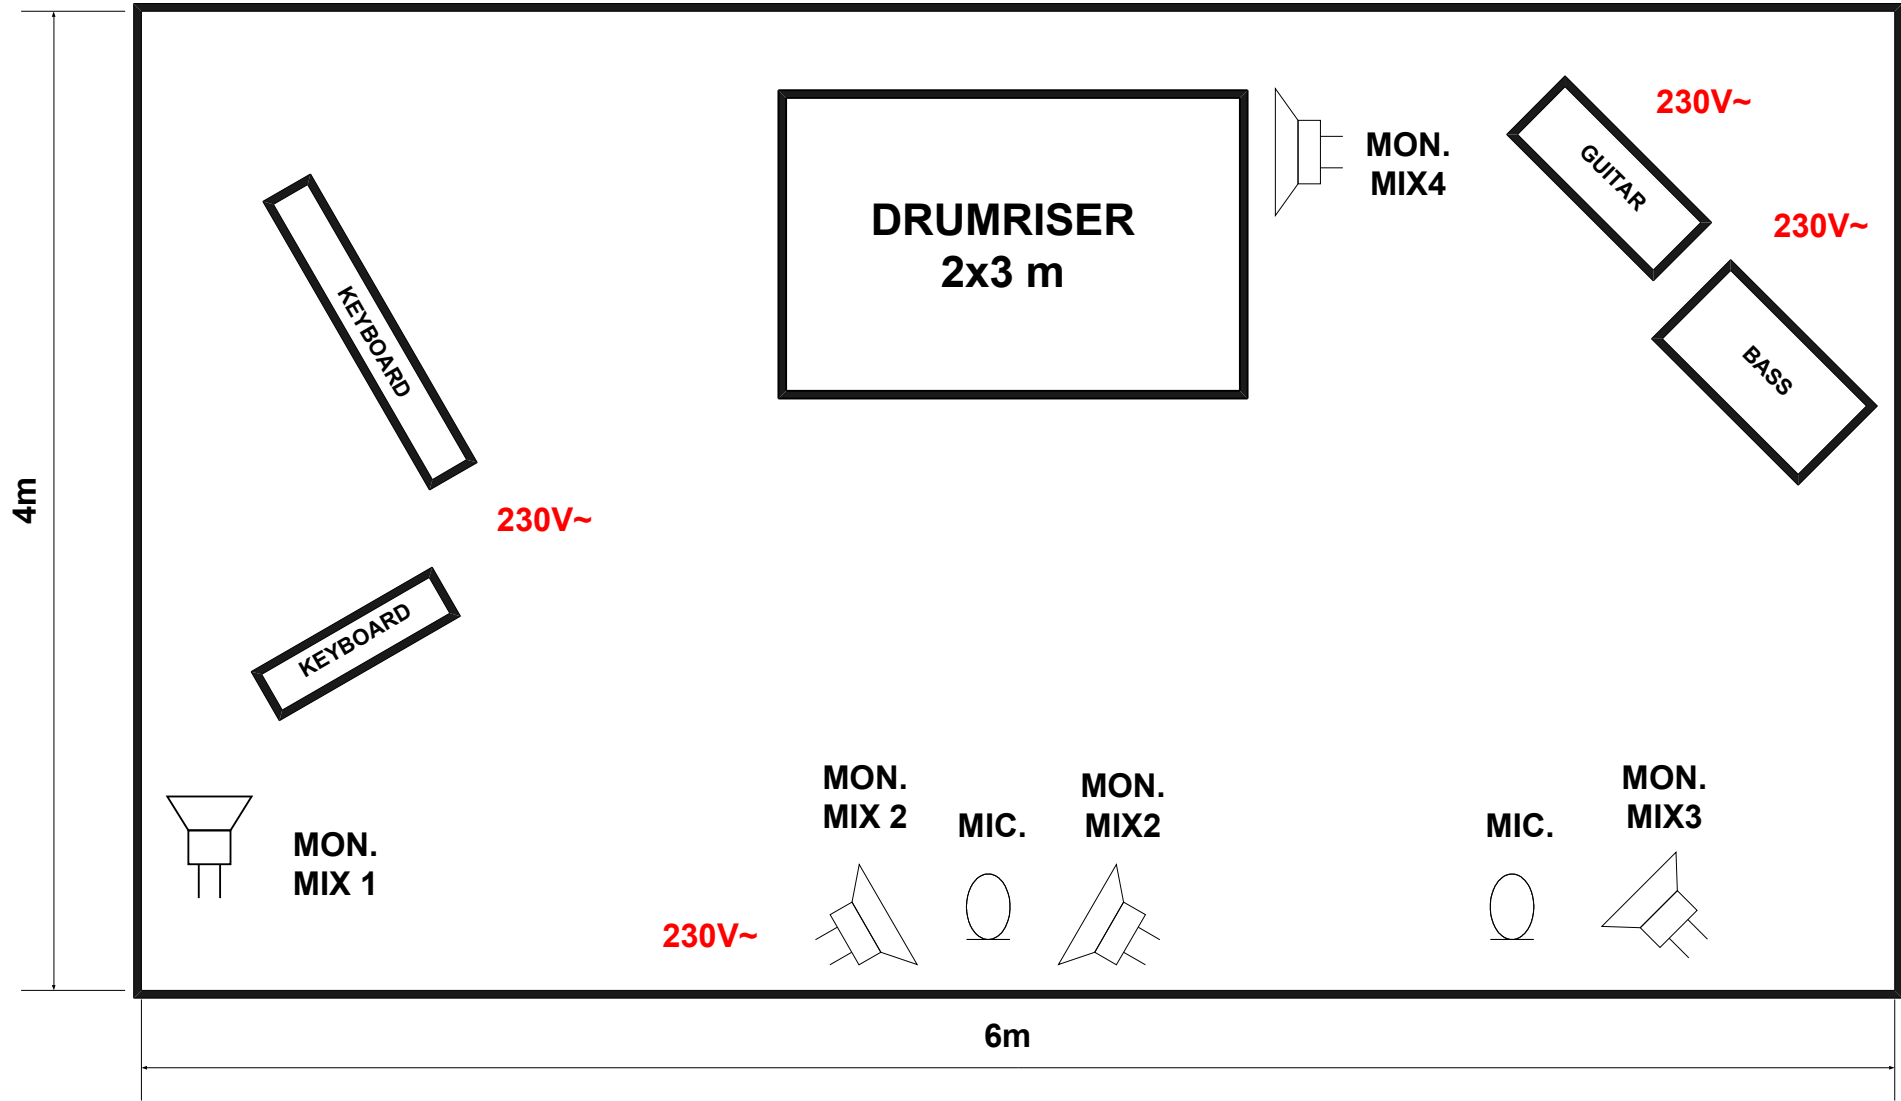 230V~
MON.
MIX4
GUITAR
DRUMRISER
2x3 m
230V~
KEYBOARD
BASS
4m
230V~
KEYBOARD
MON.
MIX 2
MIC.
MON.
MIX2
MIC.
MON.
MIX3
MON.
MIX 1
230V~
6m